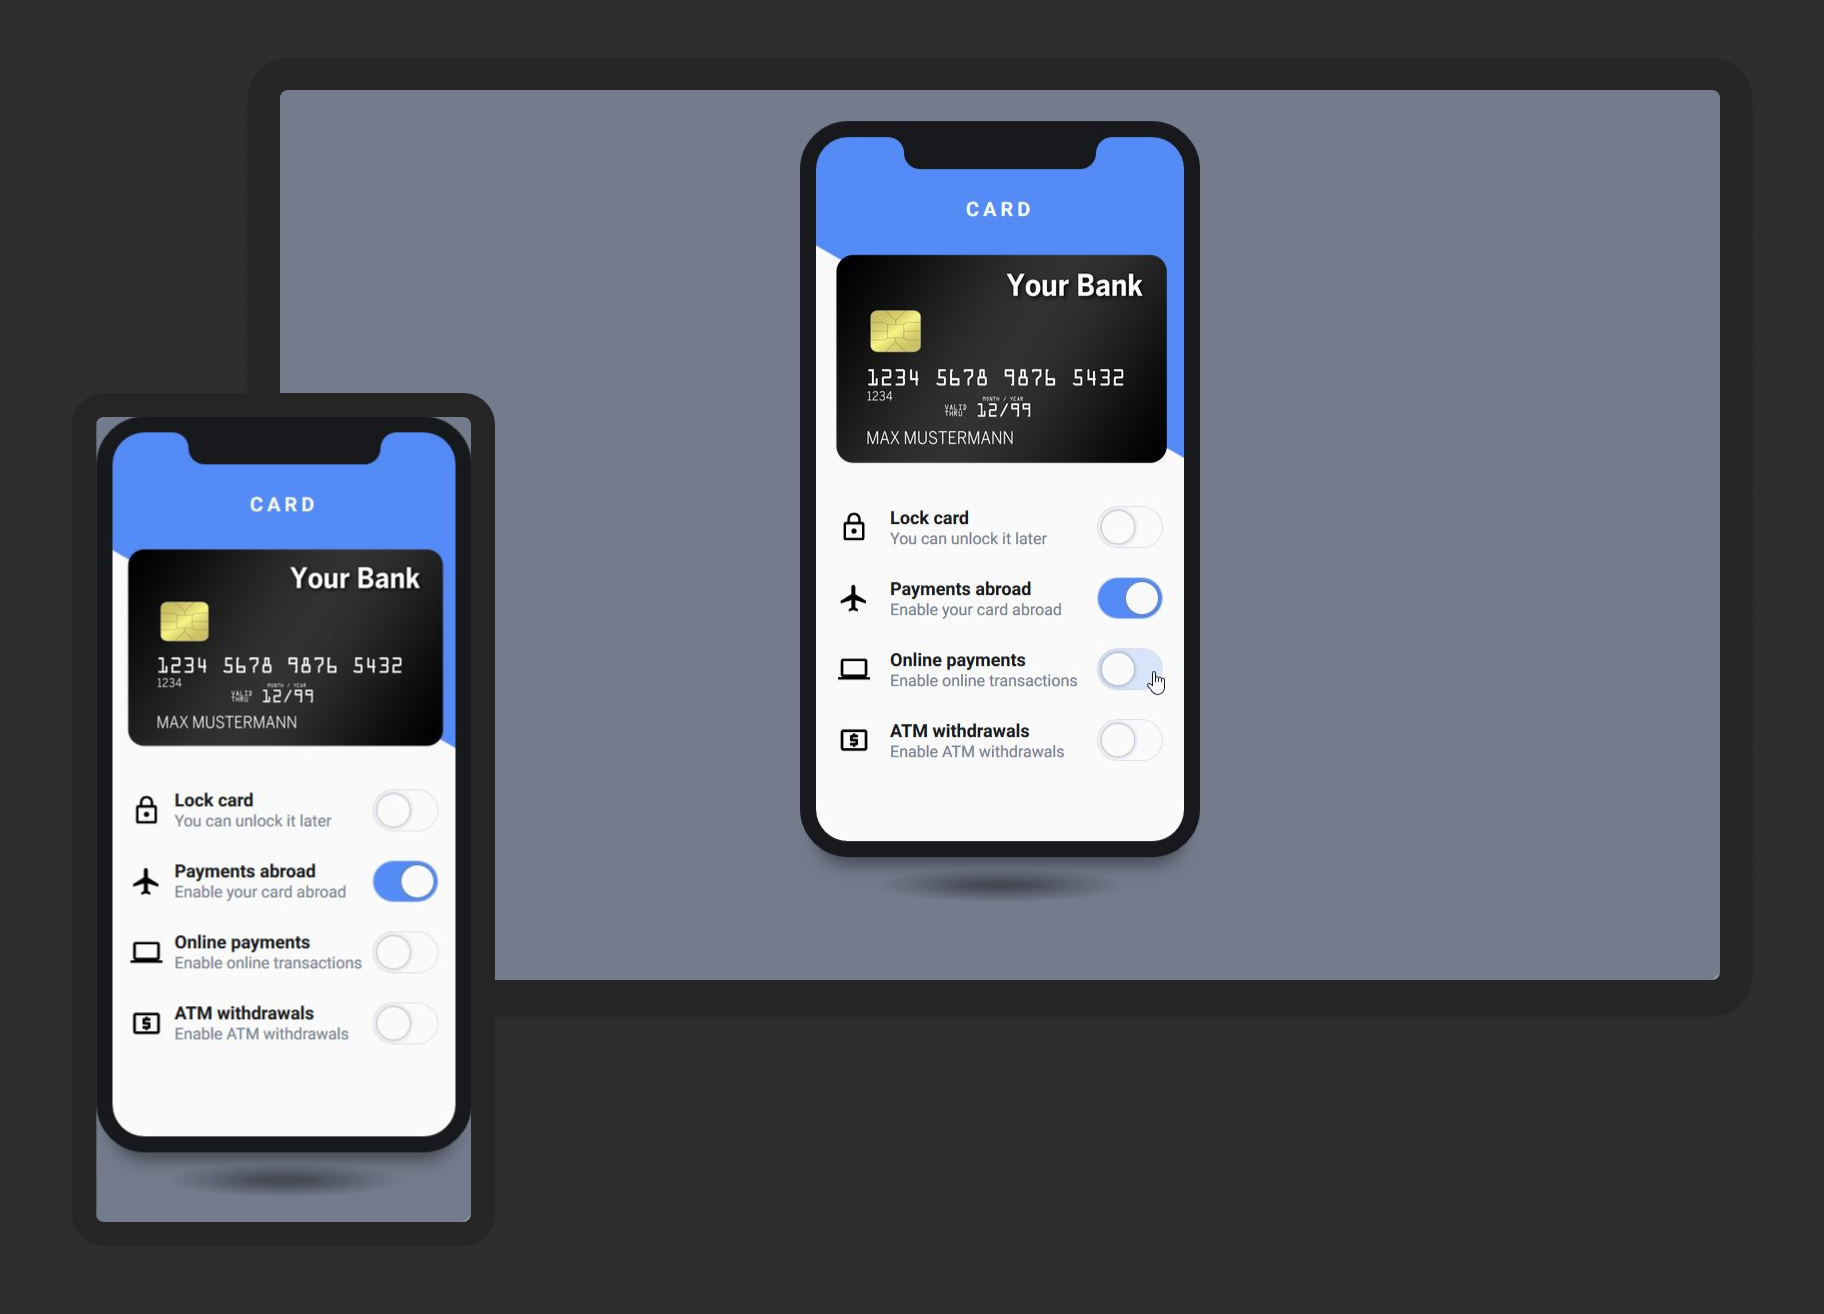 CARD
Your Bank
1234 5678 9876 5432
1234
MONTH / YEAR
VALID THRU 12/99
MAX MUSTERMANN
Lock card
You can unlock it later
Payments abroad
Enable your card abroad
Online payments
Enable online transactions
ATM withdrawals
Enable ATM withdrawals
CARD
Your Bank
1234 5678 9876 5432
1234
MONTH / YEAR
VALID THRU 12/99
MAX MUSTERMANN
Lock card
You can unlock it later
Payments abroad
Enable your card abroad
Online payments
Enable online transactions
ATM withdrawals
Enable ATM withdrawals